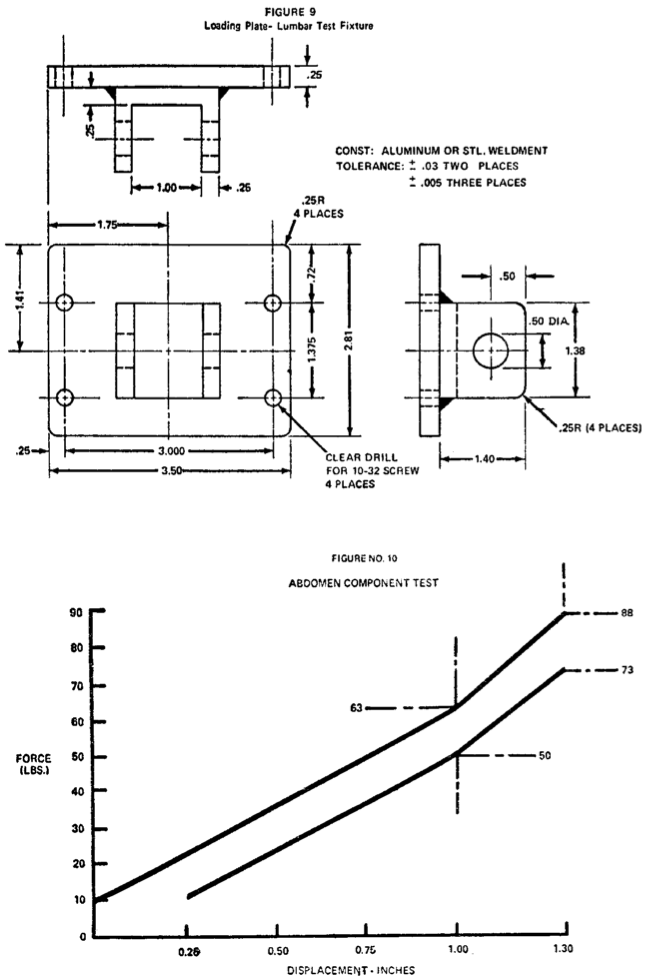 FIGURE 9
Loading Plate- Lumbar Test Fixture
.25
.25
1.00
.25
CONST: ALUMINUM OR STL. WELDMENT
TOLERANCE: ± .03 TWO PLACES
± .005 THREE PLACES
.25R
4 PLACES
1.75
1.41
.72
1.375
2.81
.50
.50 DIA.
1.38
.25R (4 PLACES)
1.40
.25
3.000
3.50
CLEAR DRILL
FOR 10-32 SCREW
4 PLACES
FIGURE NO. 10
ABDOMEN COMPONENT TEST
90
80
70
60
50
40
30
20
10
0
FORCE
(LBS.)
63
88
73
50
0.26
0.50
0.75
1.00
1.30
DISPLACEMENT - INCHES